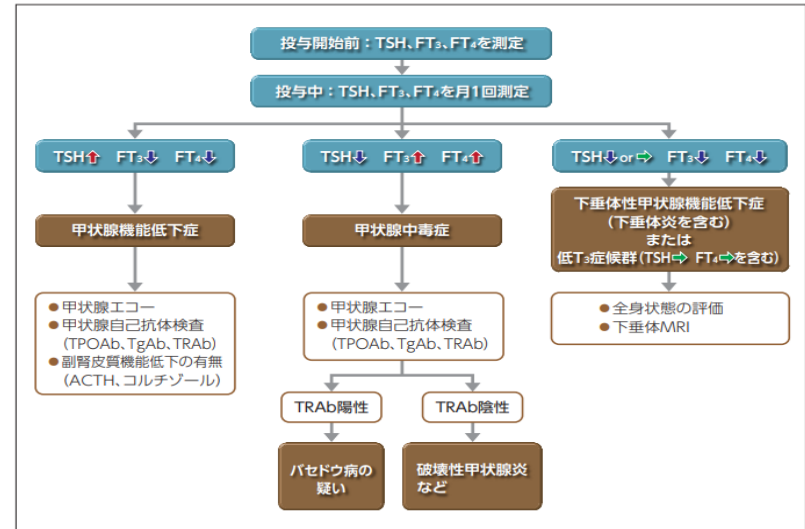 投与開始前：TSH、FT₃、FT₄を測定
投与中：TSH、FT₃、FT₄を月1回測定
TSH⬆ FT₃⬇ FT₄⬇
TSH⬇ FT₃⬆ FT₄⬆
TSH⬇or➡ FT₃⬇ FT₄⬇
甲状腺機能低下症
甲状腺中毒症
下垂体性甲状腺機能低下症
(下垂体炎を含む)
または
低T₃症候群(TSH➡ FT₄➡を含む)
●甲状腺エコー
●甲状腺自己抗体検査
(TPOAb、TgAb、TRAb)
●副腎皮質機能低下の有無
(ACTH、コルチゾール)
●甲状腺エコー
●甲状腺自己抗体検査
(TPOAb、TgAb、TRAb)
●全身状態の評価
●下垂体MRI
TRAb陽性
TRAb陰性
バセドウ病の
疑い
破壊性甲状腺炎
など